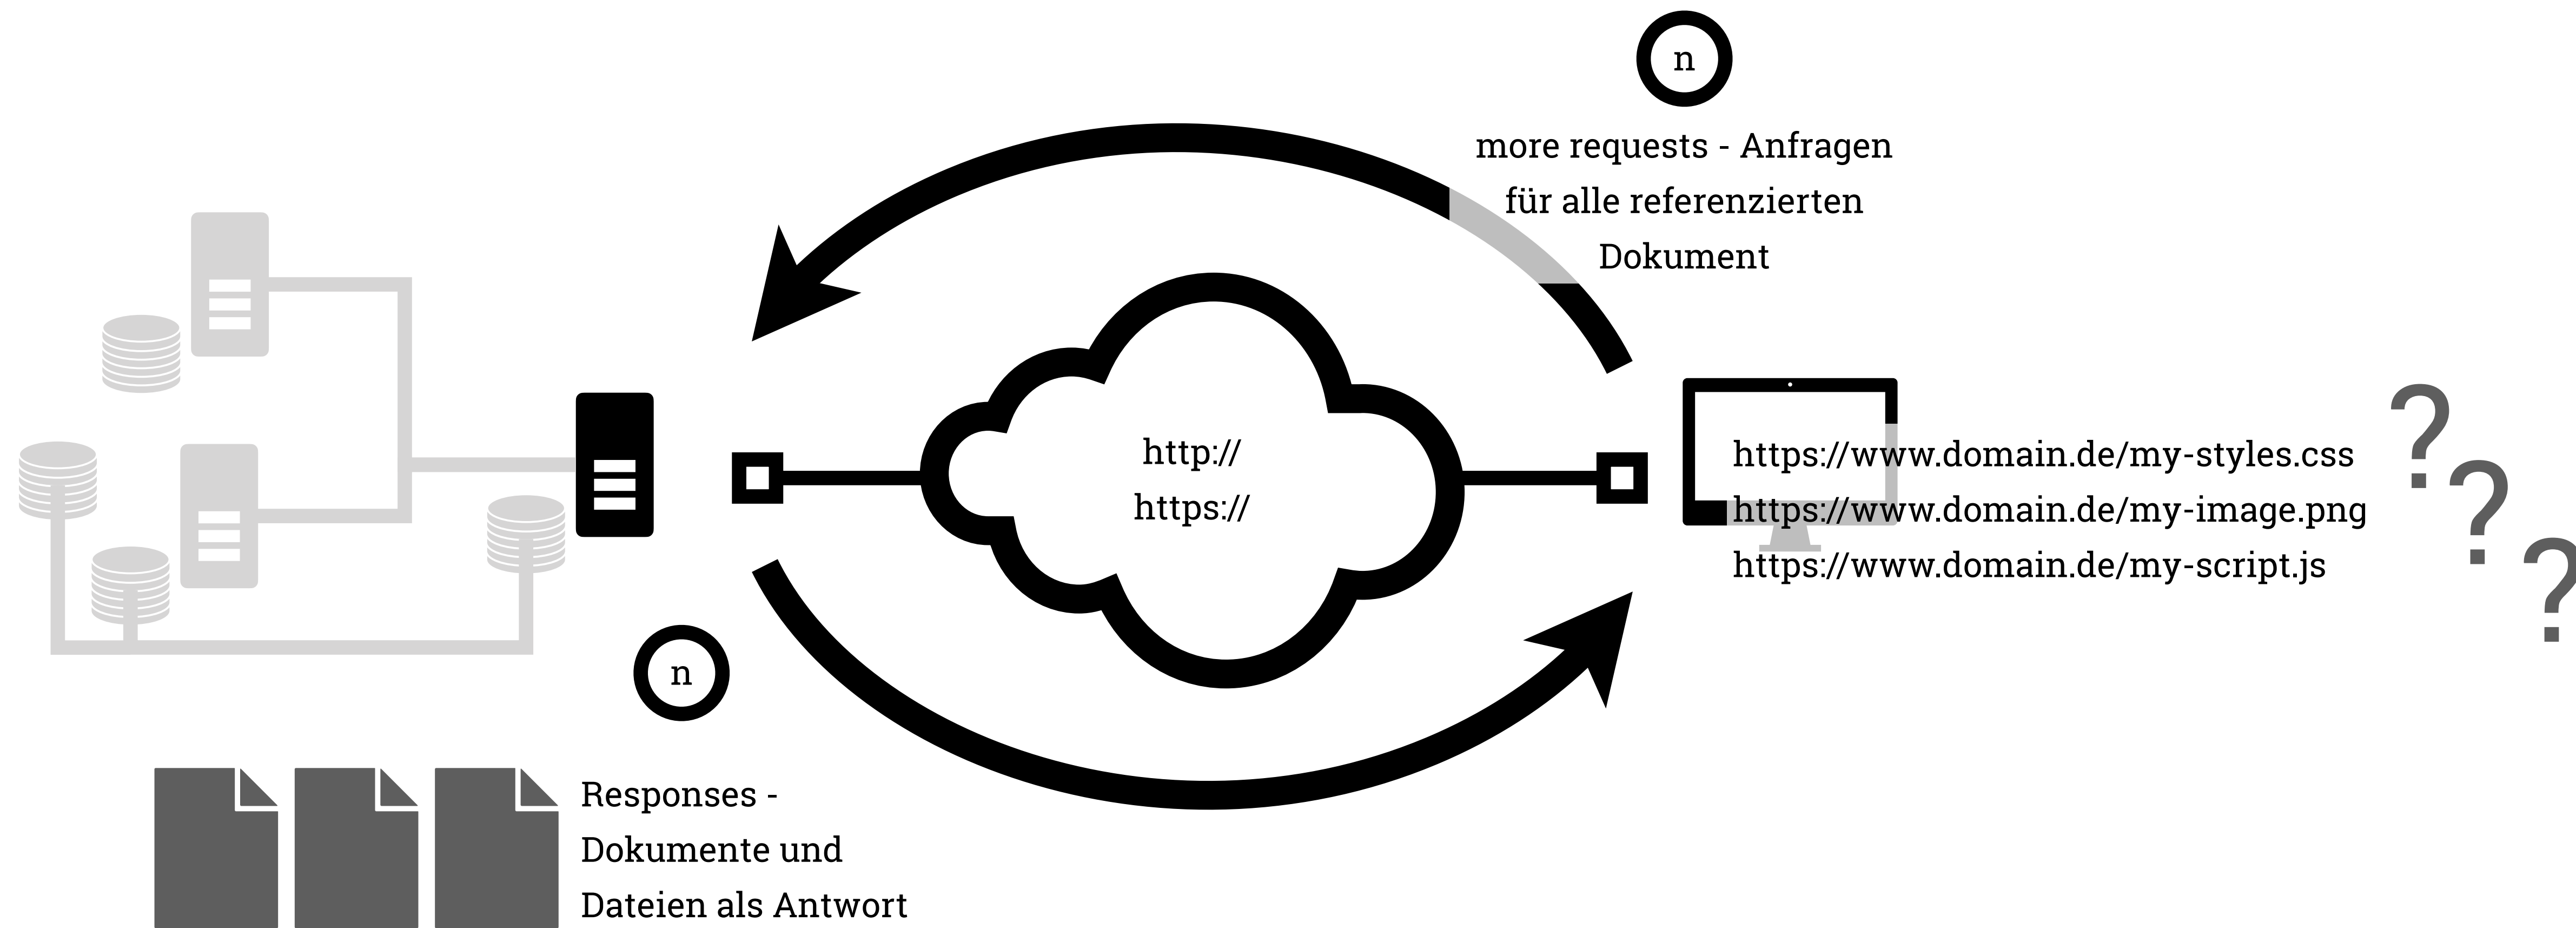 n
more requests - Anfragen
für alle referenzierten
Dokument
http://
https://
https://www.domain.de/my-styles.css
https://www.domain.de/my-image.png
https://www.domain.de/my-script.js
?
?
?
n
Responses -
Dokumente und
Dateien als Antwort